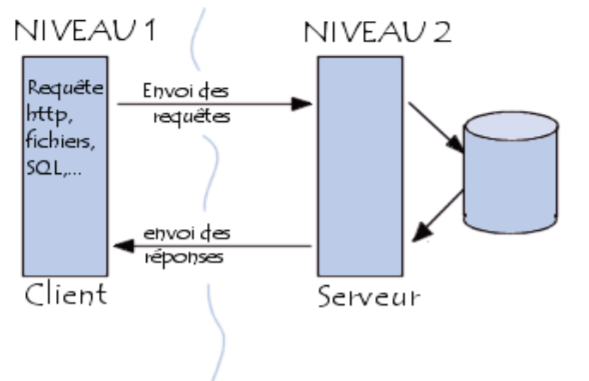 NIVEAU 1
NIVEAU 2
Requête
http,
fichiers,
SQL,...
Envoi des
requêtes
envoi des
réponses
Client
Serveur